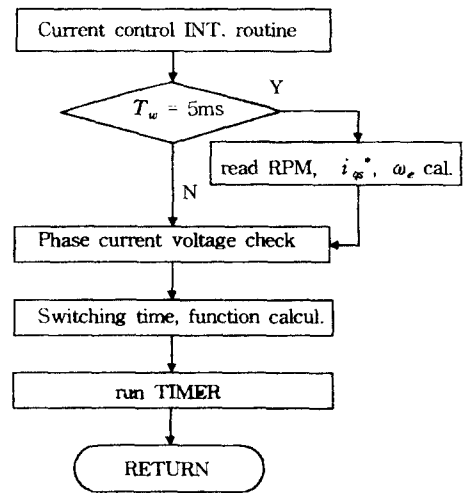 Current control INT. routine
Y
T_w = 5ms
read RPM, i_qs*, ω_e cal.
N
Phase current voltage check
Switching time, function calcul.
run TIMER
RETURN